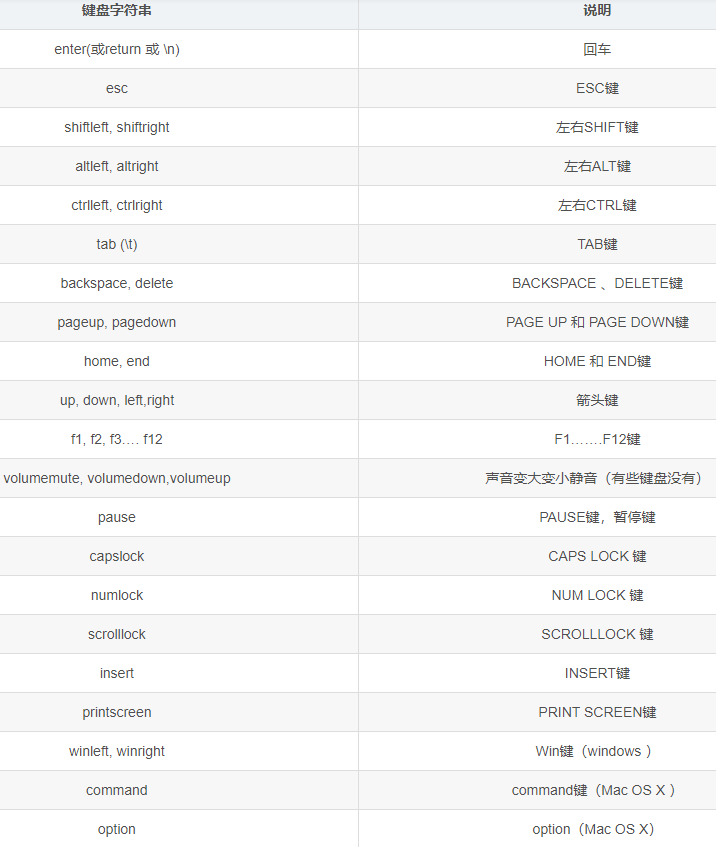 键盘字符串 说明
enter(或return 或 \n) 回车
esc ESC键
shiftleft, shiftright 左右SHIFT键
altleft, altright 左右ALT键
ctrlleft, ctrlright 左右CTRL键
tab (\t) TAB键
backspace, delete BACKSPACE 、DELETE键
pageup, pagedown PAGE UP 和 PAGE DOWN键
home, end HOME 和 END键
up, down, left,right 箭头键
f1, f2, f3…. f12 F1…….F12键
volumemute, volumedown,volumeup 声音变大变小静音（有些键盘没有）
pause PAUSE键，暂停键
capslock CAPS LOCK 键
numlock NUM LOCK 键
scrolllock SCROLLLOCK 键
insert INSERT键
printscreen PRINT SCREEN键
winleft, winright Win键（windows ）
command command键（Mac OS X ）
option option（Mac OS X）